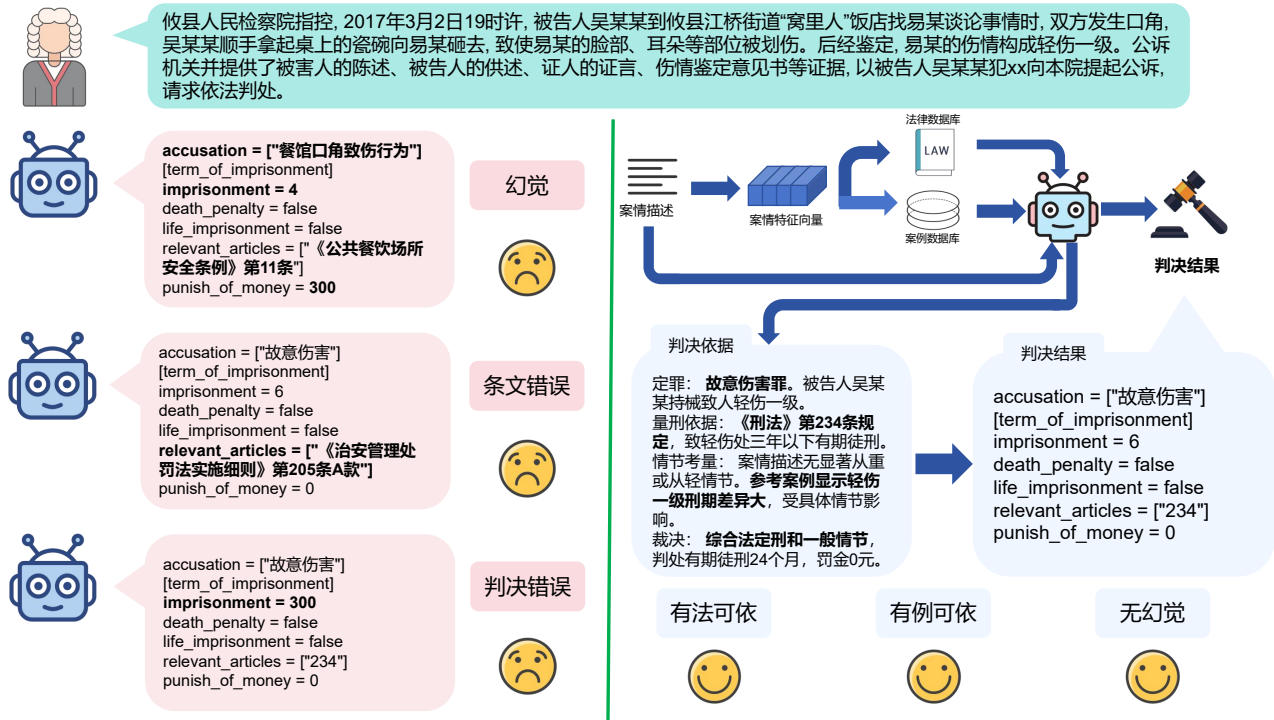 攸县人民检察院指控, 2017年3月2日19时许, 被告人吴某某到攸县江桥街道“窝里人”饭店找易某谈论事情时, 双方发生口角,
吴某某顺手拿起桌上的瓷碗向易某砸去, 致使易某的脸部、耳朵等部位被划伤。后经鉴定, 易某的伤情构成轻伤一级。公诉
机关并提供了被害人的陈述、被告人的供述、证人的证言、伤情鉴定意见书等证据, 以被告人吴某某犯xx向本院提起公诉,
请求依法判处。
accusation = ["餐馆口角致伤行为"]
[term_of_imprisonment]
imprisonment = 4
death_penalty = false
life_imprisonment = false
relevant_articles = ["《公共餐饮场所
安全条例》第11条"]
punish_of_money = 300
幻觉
accusation = ["故意伤害"]
[term_of_imprisonment]
imprisonment = 6
death_penalty = false
life_imprisonment = false
relevant_articles = ["《治安管理处
罚法实施细则》第205条A款"]
punish_of_money = 0
条文错误
accusation = ["故意伤害"]
[term_of_imprisonment]
imprisonment = 300
death_penalty = false
life_imprisonment = false
relevant_articles = ["234"]
punish_of_money = 0
判决错误
案情描述
案情特征向量
法律数据库
LAW
案例数据库
判决结果
判决依据
定罪： 故意伤害罪。被告人吴某
某持械致人轻伤一级。
量刑依据：《刑法》第234条规
定，致轻伤处三年以下有期徒刑。
情节考量： 案情描述无显著从重
或从轻情节。参考案例显示轻伤
一级刑期差异大，受具体情节影
响。
裁决： 综合法定刑和一般情节，
判处有期徒刑24个月，罚金0元。
判决结果
accusation = ["故意伤害"]
[term_of_imprisonment]
imprisonment = 6
death_penalty = false
life_imprisonment = false
relevant_articles = ["234"]
punish_of_money = 0
有法可依
有例可依
无幻觉